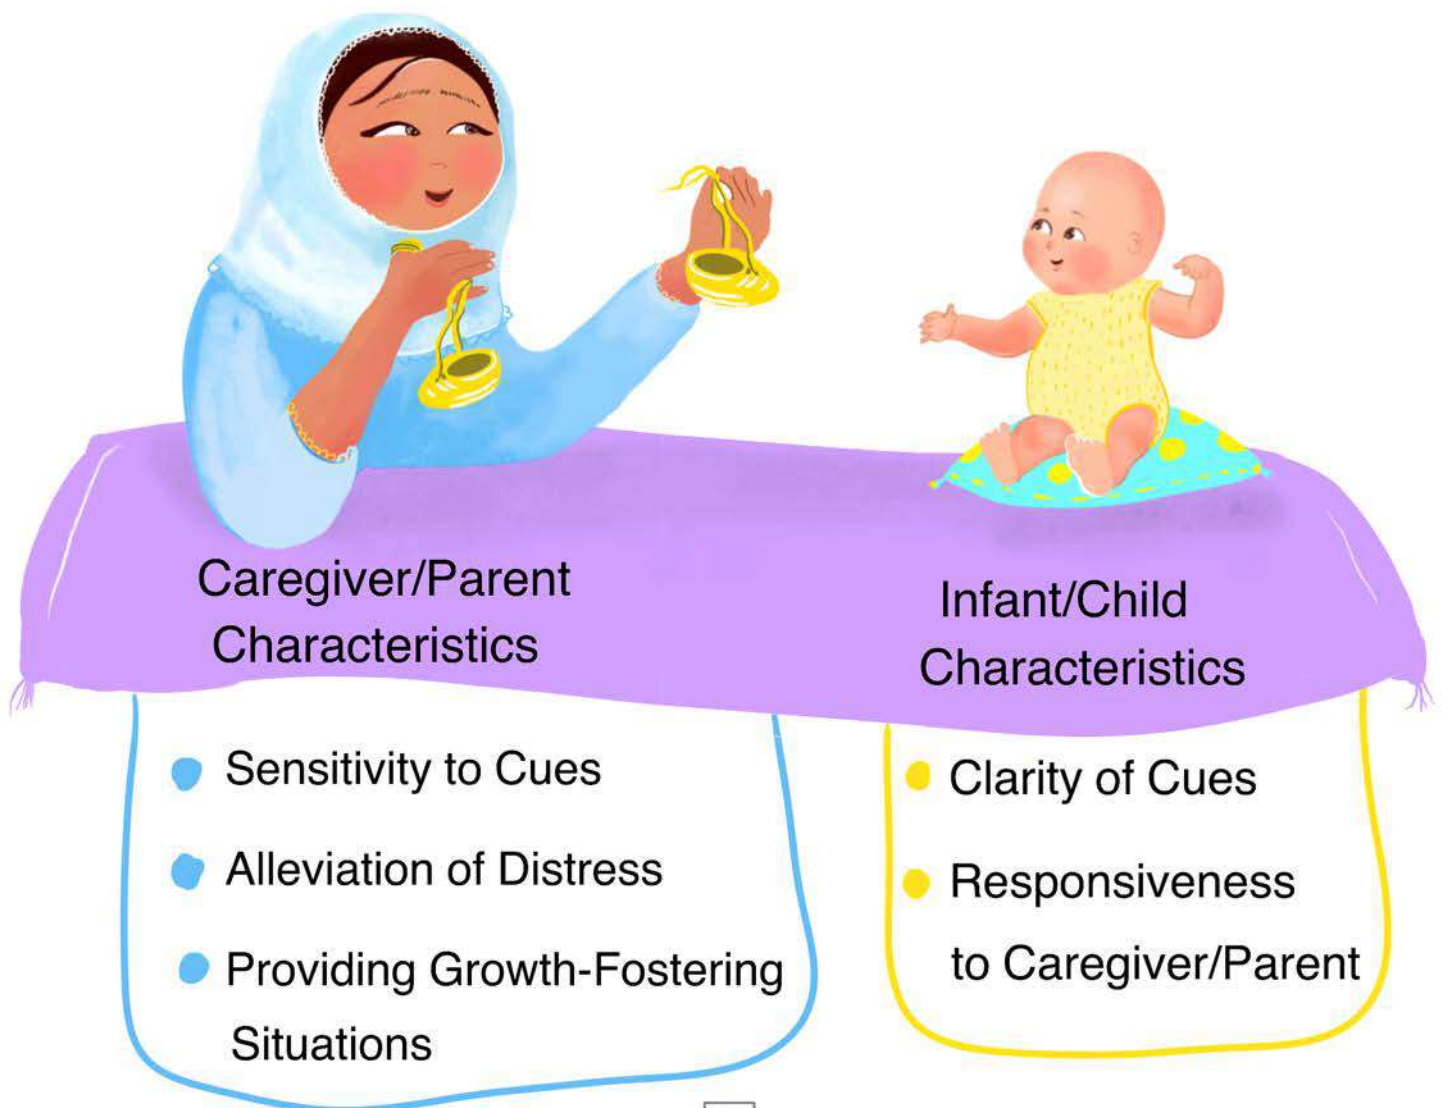 Caregiver/Parent
Characteristics
Sensitivity to Cues
Alleviation of Distress
Providing Growth-Fostering
Situations
Infant/Child
Characteristics
Clarity of Cues
Responsiveness
to Caregiver/Parent